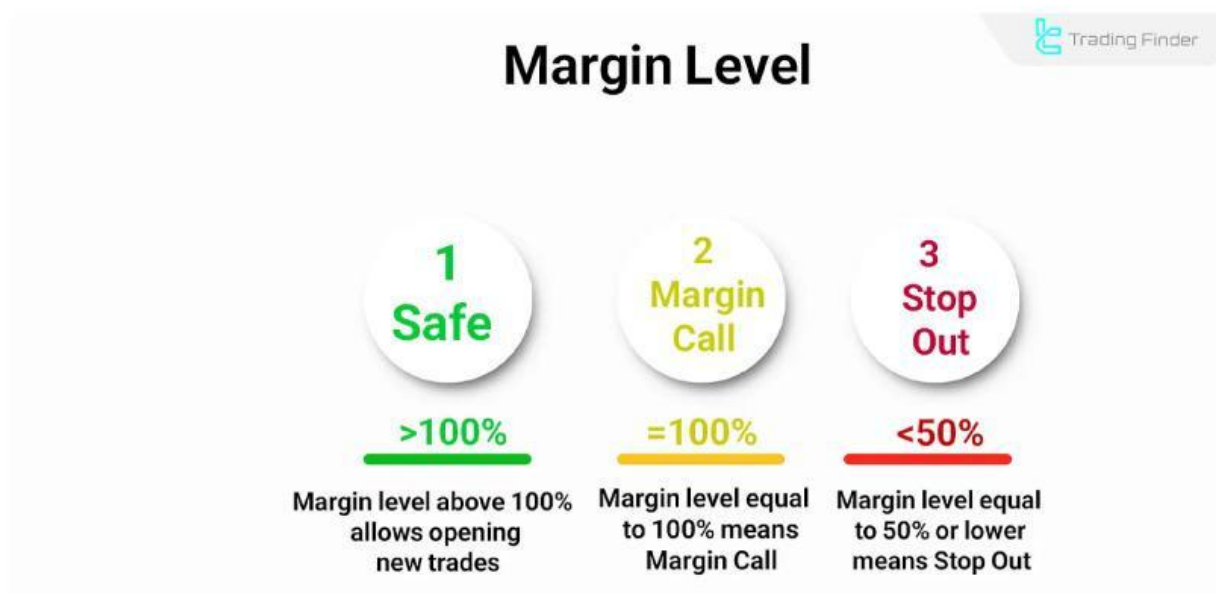 Trading Finder
Margin Level
1
Safe
>100%
Margin level above 100%
allows opening
new trades
2
Margin
Call
=100%
Margin level equal
to 100% means
Margin Call
3
Stop
Out
<50%
Margin level equal
to 50% or lower
means Stop Out